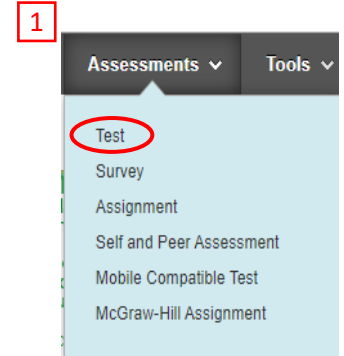 1
Assessments Tools
Test
Survey
Assignment
Self and Peer Assessment
Mobile Compatible Test
McGraw-Hill Assignment